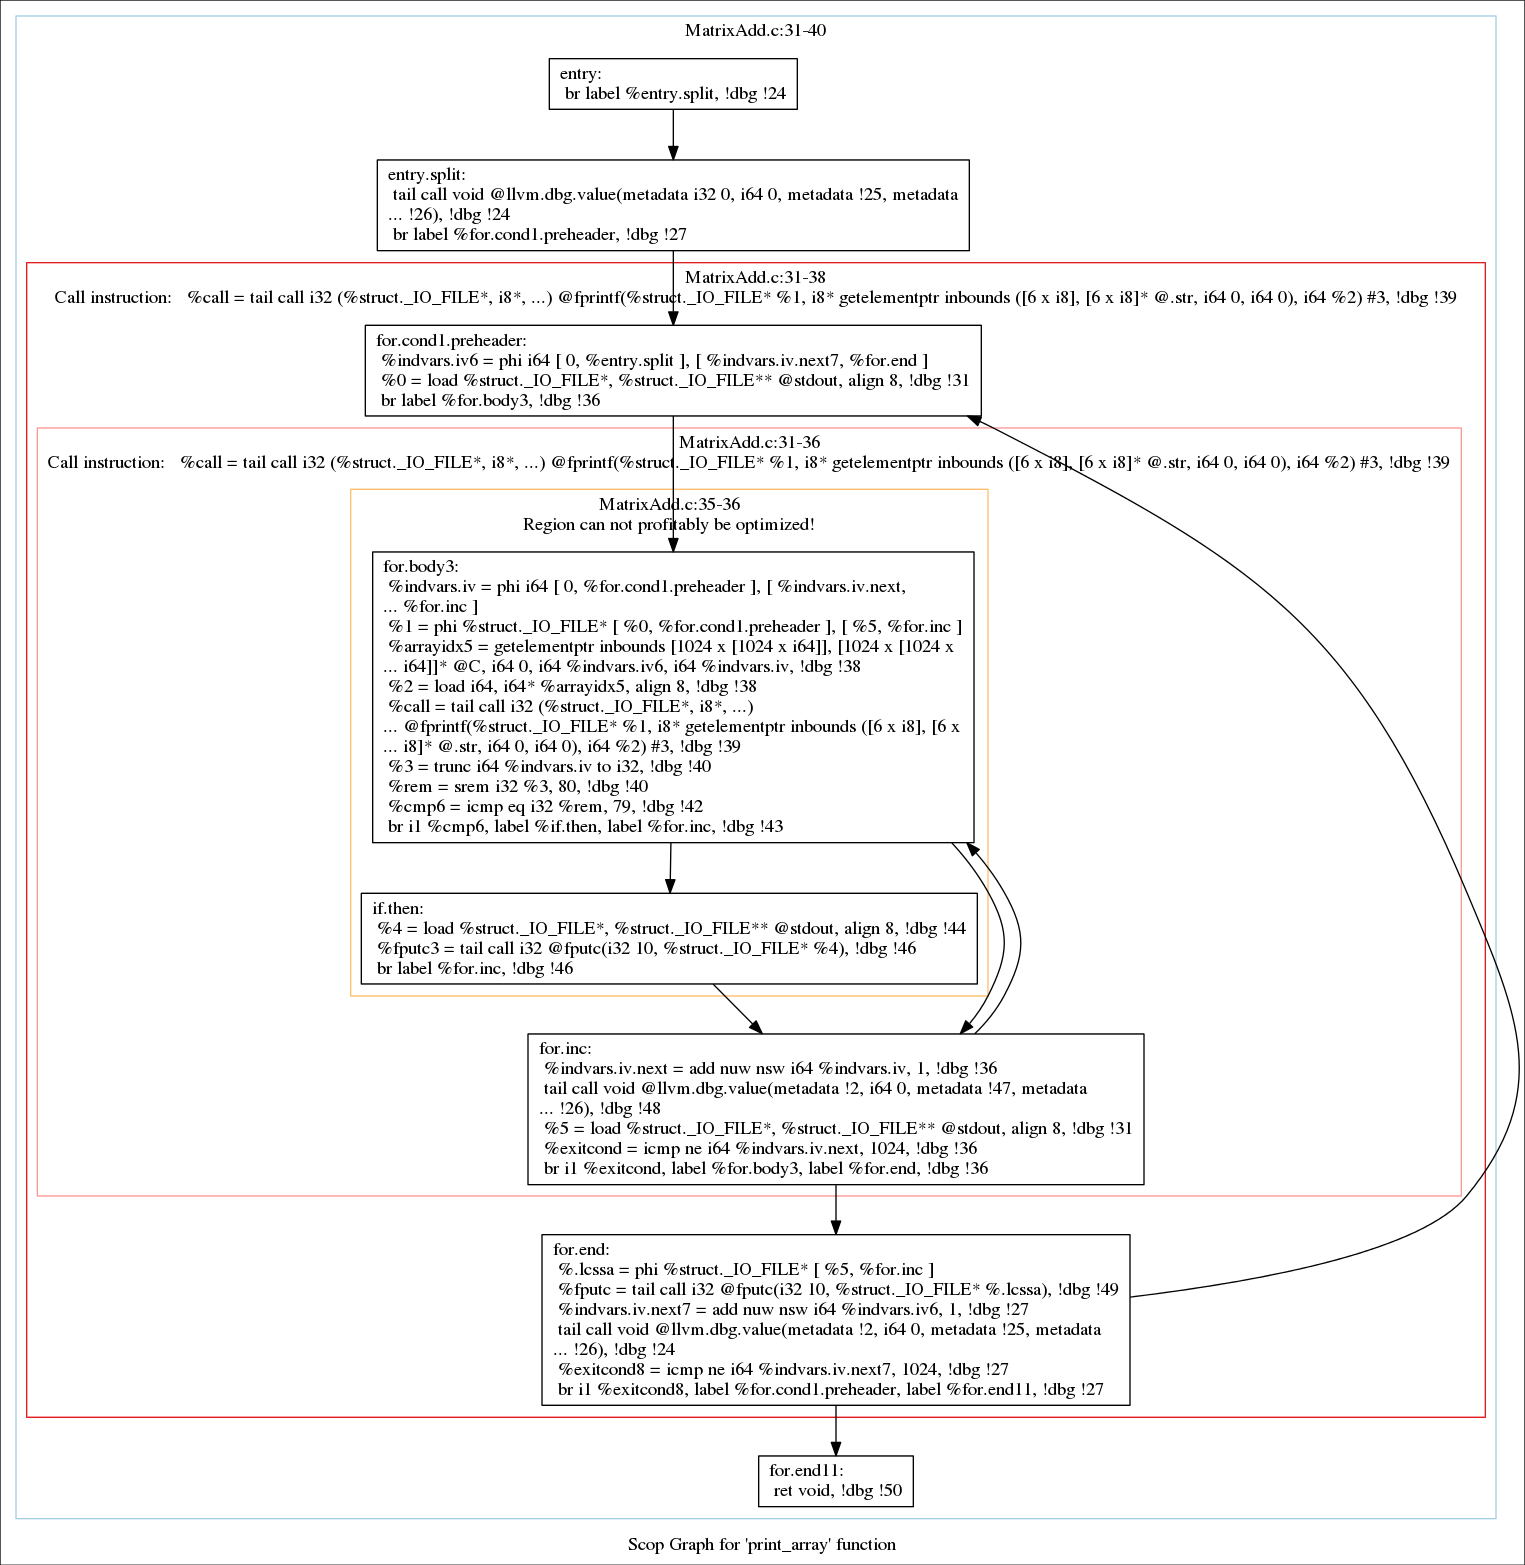 MatrixAdd.c:31-40
entry:
br label %entry.split, !dbg !24
entry.split:
tail call void @llvm.dbg.value(metadata i32 0, i64 0, metadata !25, metadata
... !26), !dbg !24
br label %for.cond1.preheader, !dbg !27
MatrixAdd.c:31-38
Call instruction: %call = tail call i32 (%struct._IO_FILE*, i8*, ...) @fprintf(%struct._IO_FILE* %1, i8* getelementptr inbounds ([6 x i8], [6 x i8]* @.str, i64 0, i64 0), i64 %2) #3, !dbg !39
for.cond1.preheader:
%indvars.iv6 = phi i64 [ 0, %entry.split ], [ %indvars.iv.next7, %for.end ]
%0 = load %struct._IO_FILE*, %struct._IO_FILE** @stdout, align 8, !dbg !31
br label %for.body3, !dbg !36
MatrixAdd.c:31-36
Call instruction: %call = tail call i32 (%struct._IO_FILE*, i8*, ...) @fprintf(%struct._IO_FILE* %1, i8* getelementptr inbounds ([6 x i8], [6 x i8]* @.str, i64 0, i64 0), i64 %2) #3, !dbg !39
MatrixAdd.c:35-36
Region can not profitably be optimized!
for.body3:
%indvars.iv = phi i64 [ 0, %for.cond1.preheader ], [ %indvars.iv.next,
... %for.inc ]
%1 = phi %struct._IO_FILE* [ %0, %for.cond1.preheader ], [ %5, %for.inc ]
%arrayidx5 = getelementptr inbounds [1024 x [1024 x i64]], [1024 x [1024 x
... i64]]* @C, i64 0, i64 %indvars.iv6, i64 %indvars.iv, !dbg !38
%2 = load i64, i64* %arrayidx5, align 8, !dbg !38
%call = tail call i32 (%struct._IO_FILE*, i8*, ...)
... @fprintf(%struct._IO_FILE* %1, i8* getelementptr inbounds ([6 x i8], [6 x
... i8]* @.str, i64 0, i64 0), i64 %2) #3, !dbg !39
%3 = trunc i64 %indvars.iv to i32, !dbg !40
%rem = srem i32 %3, 80, !dbg !40
%cmp6 = icmp eq i32 %rem, 79, !dbg !42
br i1 %cmp6, label %if.then, label %for.inc, !dbg !43
if.then:
%4 = load %struct._IO_FILE*, %struct._IO_FILE** @stdout, align 8, !dbg !44
%fputc3 = tail call i32 @fputc(i32 10, %struct._IO_FILE* %4), !dbg !46
br label %for.inc, !dbg !46
for.inc:
%indvars.iv.next = add nuw nsw i64 %indvars.iv, 1, !dbg !36
tail call void @llvm.dbg.value(metadata !2, i64 0, metadata !47, metadata
... !26), !dbg !48
%5 = load %struct._IO_FILE*, %struct._IO_FILE** @stdout, align 8, !dbg !31
%exitcond = icmp ne i64 %indvars.iv.next, 1024, !dbg !36
br i1 %exitcond, label %for.body3, label %for.end, !dbg !36
for.end:
%.lcssa = phi %struct._IO_FILE* [ %5, %for.inc ]
%fputc = tail call i32 @fputc(i32 10, %struct._IO_FILE* %.lcssa), !dbg !49
%indvars.iv.next7 = add nuw nsw i64 %indvars.iv6, 1, !dbg !27
tail call void @llvm.dbg.value(metadata !2, i64 0, metadata !25, metadata
... !26), !dbg !24
%exitcond8 = icmp ne i64 %indvars.iv.next7, 1024, !dbg !27
br i1 %exitcond8, label %for.cond1.preheader, label %for.end11, !dbg !27
for.end11:
ret void, !dbg !50
Scop Graph for 'print_array' function